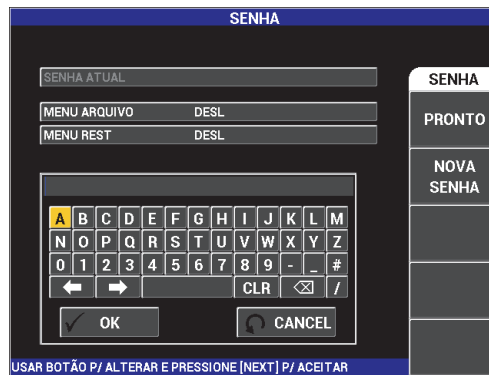 SENHA
SENHA ATUAL
SENHA
MENU ARQUIVO DESL
PRONTO
MENU REST DESL
NOVA
SENHA
A B C D E F G H I J K L M
N O P Q R S T U V W X Y Z
0 1 2 3 4 5 6 7 8 9 - _ #
CLR /
OK CANCEL
USAR BOTÃO P/ ALTERAR E PRESSIONE [NEXT] P/ ACEITAR